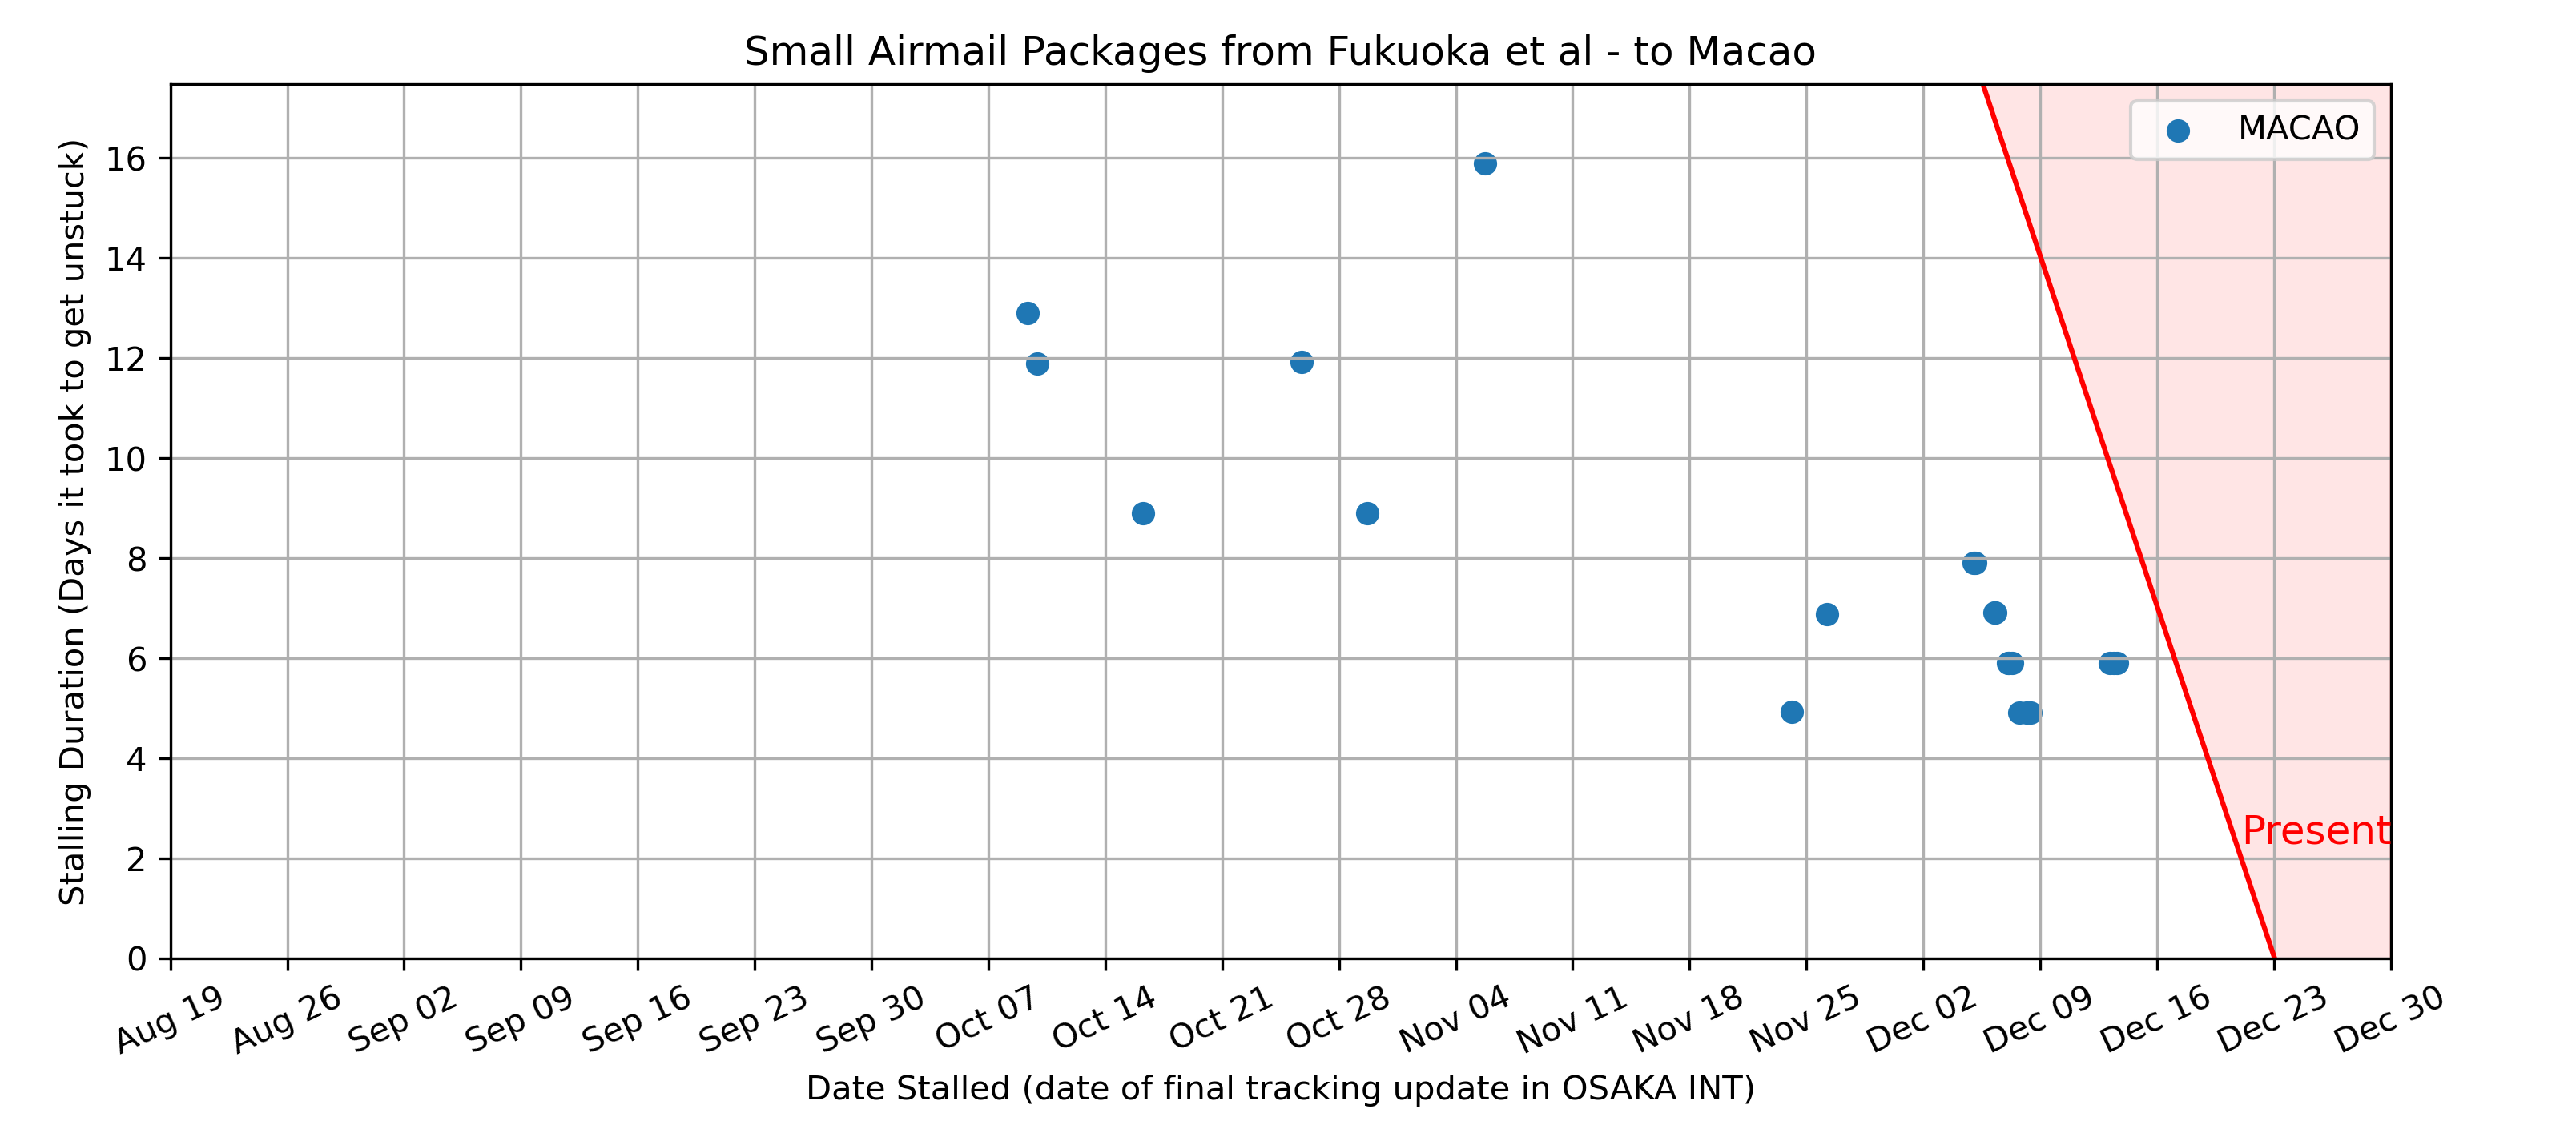 Small Airmail Packages from Fukuoka et al - to Macao
MACAO
Stalling Duration (Days it took to get unstuck)
16
14
12
10
8
6
4
2
0
Present
Aug 19
Aug 26
Sep 02
Sep 09
Sep 16
Sep 23
Sep 30
Oct 07
Oct 14
Oct 21
Oct 28
Nov 04
Nov 11
Nov 18
Nov 25
Dec 02
Dec 09
Dec 16
Dec 23
Dec 30
Date Stalled (date of final tracking update in OSAKA INT)